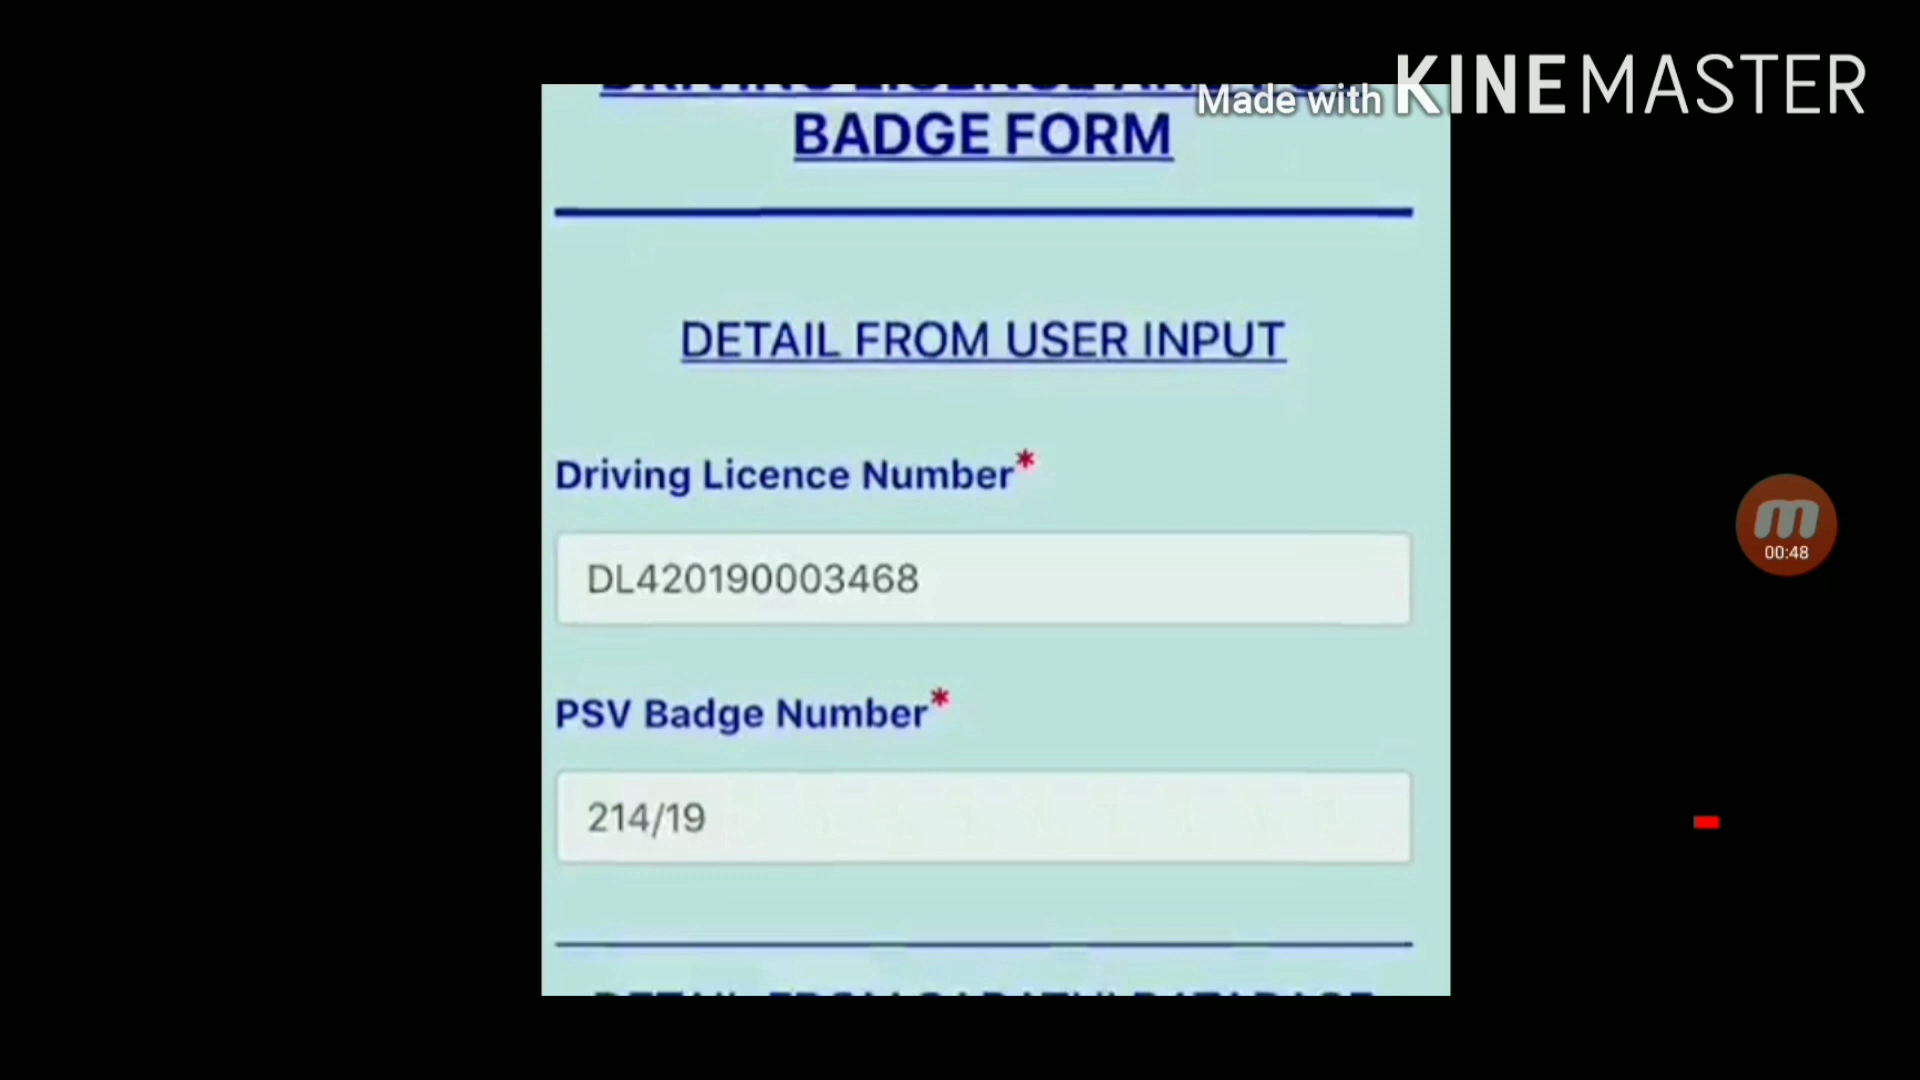 Made with KINEMASTER
BADGE FORM
DETAIL FROM USER INPUT
Driving Licence Number*
DL420190003468
PSV Badge Number*
214/19
m
00:48